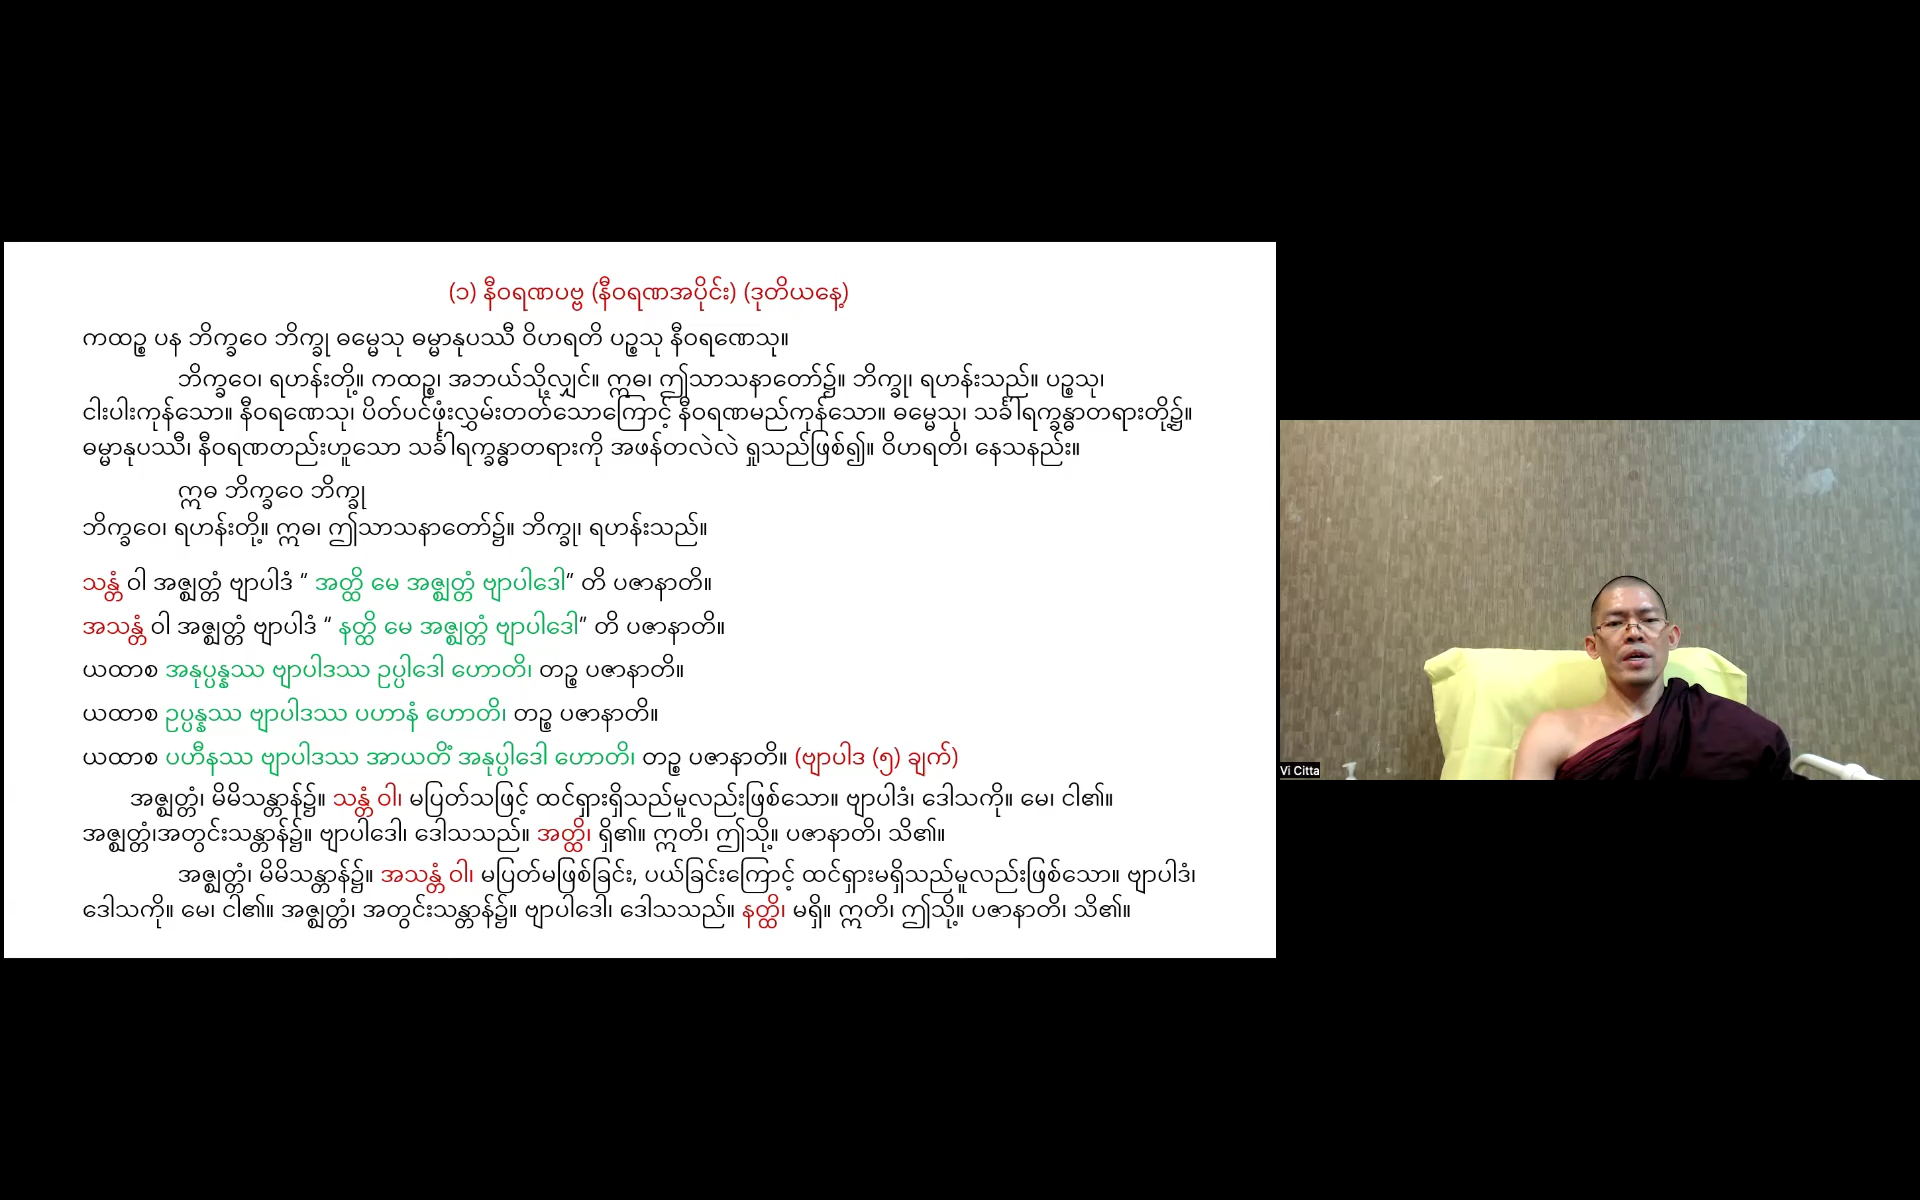 (၁) နီဝရဏပဗ္ဗ (နီဝရဏအပိုင်း) (ဒုတိယနေ့)
ကထဉ္စ ပန ဘိက္ခဝေ ဘိက္ခု ဓမ္မေသု ဓမ္မာနုပဿီ ဝိဟရတိ ပဉ္စသု နီဝရဏေသု။
ဘိက္ခဝေ၊ ရဟန်းတို့။ ကထဉ္စ၊ အဘယ်သို့လျှင်။ ဣဓ၊ ဤသာသနာတော်၌။ ဘိက္ခု၊ ရဟန်းသည်။ ပဉ္စသု၊
ငါးပါးကုန်သော။ နီဝရဏေသု၊ ပိတ်ပင်ဖုံးလွှမ်းတတ်သောကြောင့် နီဝရဏမည်ကုန်သော။ ဓမ္မေသု၊ သင်္ခါရက္ခန္ဓာတရားတို့၌။
ဓမ္မာနုပဿီ၊ နီဝရဏတည်းဟူသော သင်္ခါရက္ခန္ဓာတရားကို အဖန်တလဲလဲ ရှုသည်ဖြစ်၍။ ဝိဟရတိ၊ နေသနည်း။
ဣဓ ဘိက္ခဝေ ဘိက္ခု
ဘိက္ခဝေ၊ ရဟန်းတို့။ ဣဓ၊ ဤသာသနာတော်၌။ ဘိက္ခု၊ ရဟန်းသည်။
သန္တံ ဝါ အဇ္ဈတ္တံ ဗျာပါဒံ “ အတ္ထိ မေ အဇ္ဈတ္တံ ဗျာပါဒေါ” တိ ပဇာနာတိ။
အသန္တံ ဝါ အဇ္ဈတ္တံ ဗျာပါဒံ “ နတ္ထိ မေ အဇ္ဈတ္တံ ဗျာပါဒေါ” တိ ပဇာနာတိ။
ယထာစ အနုပ္ပန္နဿ ဗျာပါဒဿ ဥပ္ပါဒေါ ဟောတိ၊ တဉ္စ ပဇာနာတိ။
ယထာစ ဥပ္ပန္နဿ ဗျာပါဒဿ ပဟာနံ ဟောတိ၊ တဉ္စ ပဇာနာတိ။
ယထာစ ပဟီနဿ ဗျာပါဒဿ အာယတိံ အနုပ္ပါဒေါ ဟောတိ၊ တဉ္စ ပဇာနာတိ။ (ဗျာပါဒ (၅) ချက်)
အဇ္ဈတ္တံ၊ မိမိသန္တာန်၌။ သန္တံ ဝါ၊ မပြတ်သဖြင့် ထင်ရှားရှိသည်မူလည်းဖြစ်သော။ ဗျာပါဒံ၊ ဒေါသကို။ မေ၊ ငါ၏။
အဇ္ဈတ္တံ၊အတွင်းသန္တာန်၌။ ဗျာပါဒေါ၊ ဒေါသသည်။ အတ္ထိ၊ ရှိ၏။ ဣတိ၊ ဤသို့။ ပဇာနာတိ၊ သိ၏။
အဇ္ဈတ္တံ၊ မိမိသန္တာန်၌။ အသန္တံ ဝါ၊ မပြတ်မဖြစ်ခြင်း, ပယ်ခြင်းကြောင့် ထင်ရှားမရှိသည်မူလည်းဖြစ်သော။ ဗျာပါဒံ၊
ဒေါသကို။ မေ၊ ငါ၏။ အဇ္ဈတ္တံ၊ အတွင်းသန္တာန်၌။ ဗျာပါဒေါ၊ ဒေါသသည်။ နတ္ထိ၊ မရှိ။ ဣတိ၊ ဤသို့။ ပဇာနာတိ၊ သိ၏။
Vi Citta